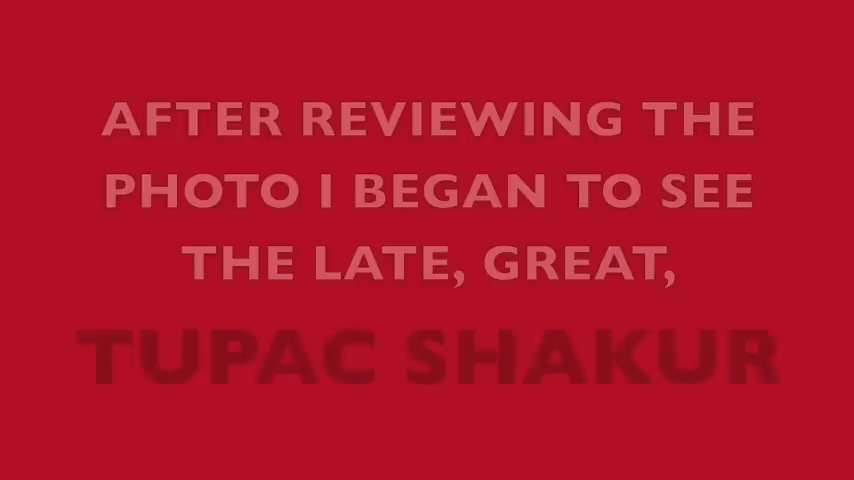 AFTER REVIEWING THE
PHOTO I BEGAN TO SEE
THE LATE, GREAT,
TUPAC SHAKUR